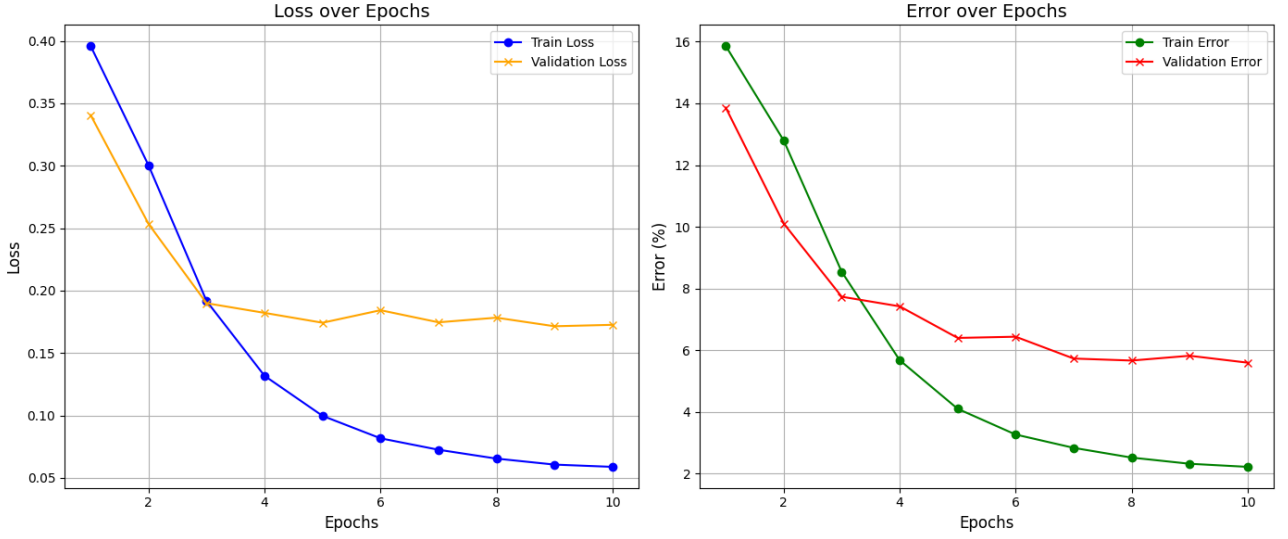 Loss over Epochs
Train Loss
Validation Loss
0.40
0.35
0.30
0.25
0.20
0.15
0.10
0.05
Loss
2
4
6
8
10
Epochs
Error over Epochs
Train Error
Validation Error
16
14
12
10
8
6
4
2
Error (%)
2
4
6
8
10
Epochs